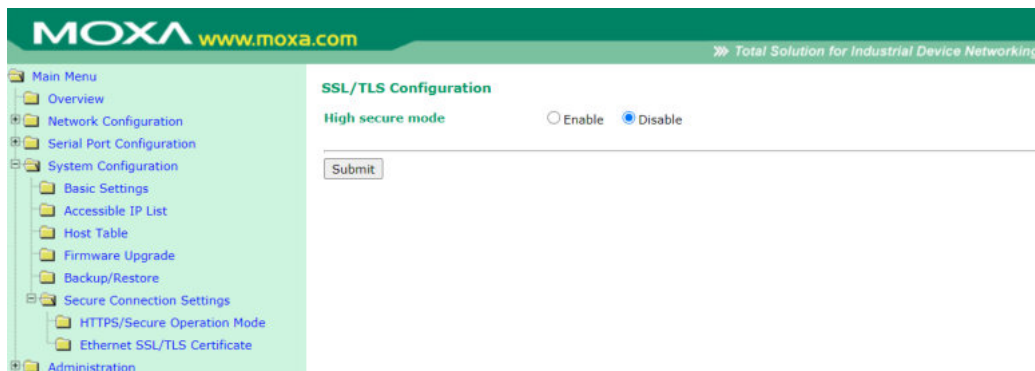 MOXA www.moxa.com
Total Solution for Industrial Device Networking
Main Menu
Overview
Network Configuration
Serial Port Configuration
System Configuration
Basic Settings
Accessible IP List
Host Table
Firmware Upgrade
Backup/Restore
Secure Connection Settings
HTTPS/Secure Operation Mode
Ethernet SSL/TLS Certificate
Administration
SSL/TLS Configuration
High secure mode Enable Disable
Submit